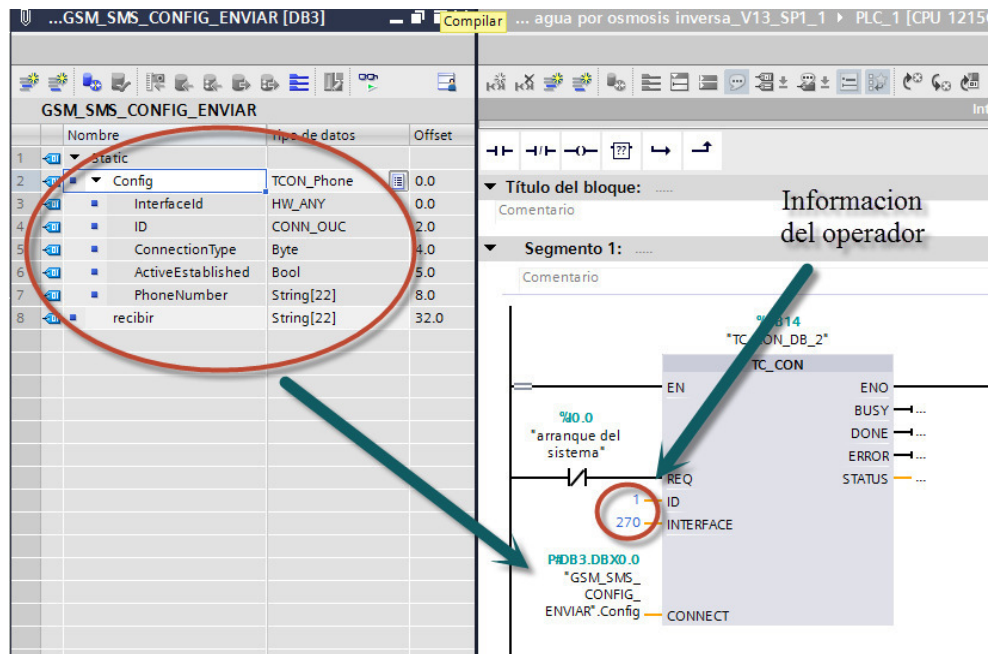 ...GSM_SMS_CONFIG_ENVIAR [DB3]
Compilar
... agua por osmosis inversa_V13_SP1_1 ▸ PLC_1 [CPU 1215C
GSM_SMS_CONFIG_ENVIAR
Nombre Tipo de datos Offset
1 Static
2 Config TCON_Phone 0.0
3 InterfaceId HW_ANY 0.0
4 ID CONN_OUC 2.0
5 ConnectionType Byte 4.0
6 ActiveEstablished Bool 5.0
7 PhoneNumber String[22] 8.0
8 recibir String[22] 32.0
Int
??
Título del bloque: .....
Comentario
Informacion
del operador
Segmento 1: .....
Comentario
"TC_CON_DB_2"
TC_CON
EN ENO
BUSY ...
DONE ...
ERROR ...
STATUS ...
%I0.0
"arranque del
sistema"
REQ
1 ID
270 INTERFACE
P#DB3.DBX0.0
"GSM_SMS_
CONFIG_
ENVIAR".Config
CONNECT